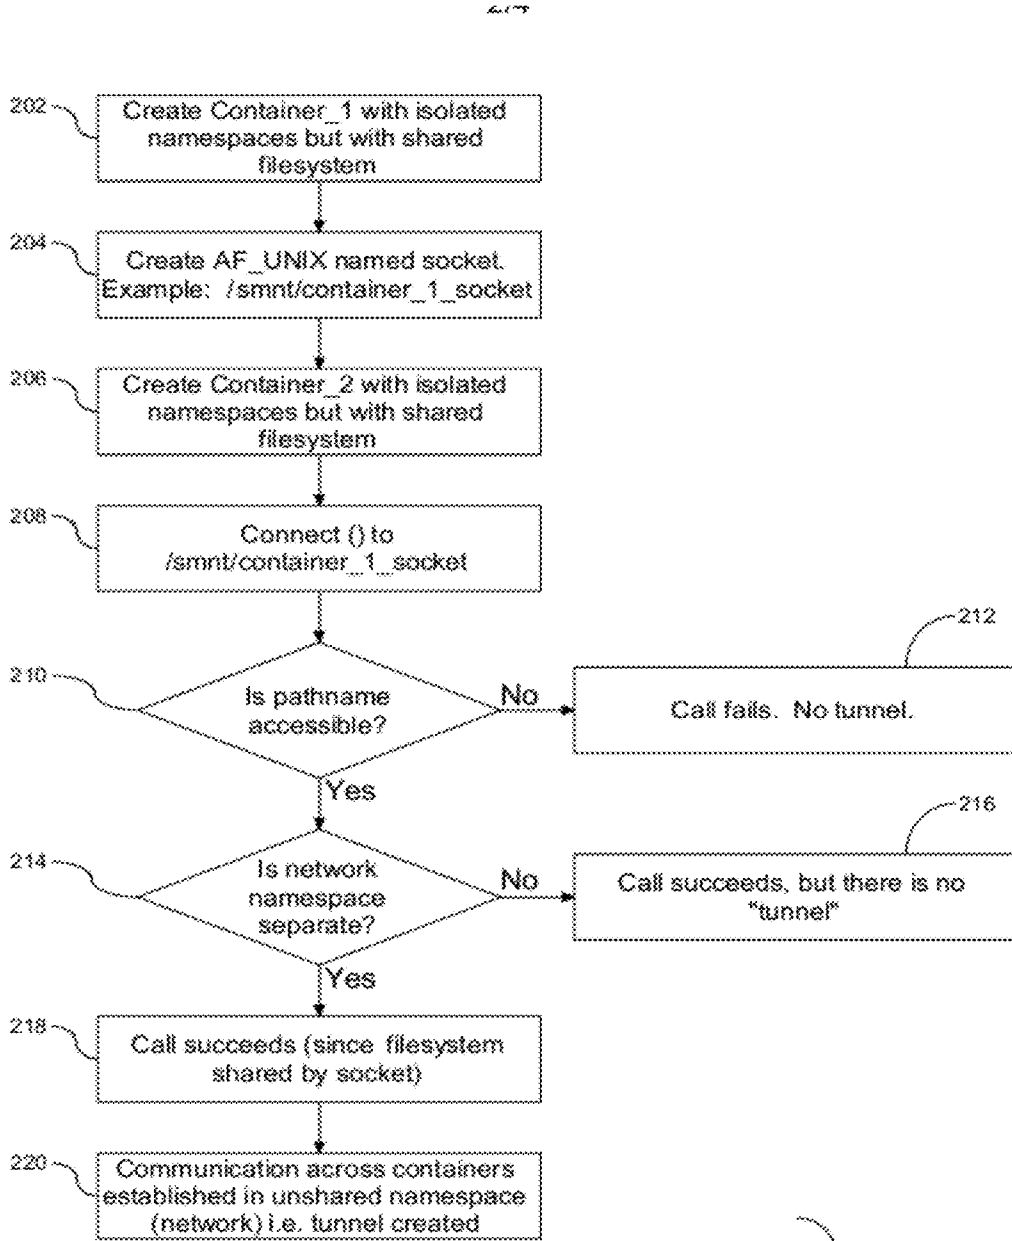 202
Create Container_1 with isolated
namespaces but with shared
filesystem
204
Create AF_UNIX named socket.
Example: /smnt/container_1_socket
206
Create Container_2 with isolated
namespaces but with shared
filesystem
208
Connect () to
/smnt/container_1_socket
210
Is pathname
accessible?
No
212
Call fails. No tunnel.
Yes
214
Is network
namespace
separate?
No
216
Call succeeds, but there is no
"tunnel"
Yes
218
Call succeeds (since filesystem
shared by socket)
220
Communication across containers
established in unshared namespace
(network) i.e. tunnel created